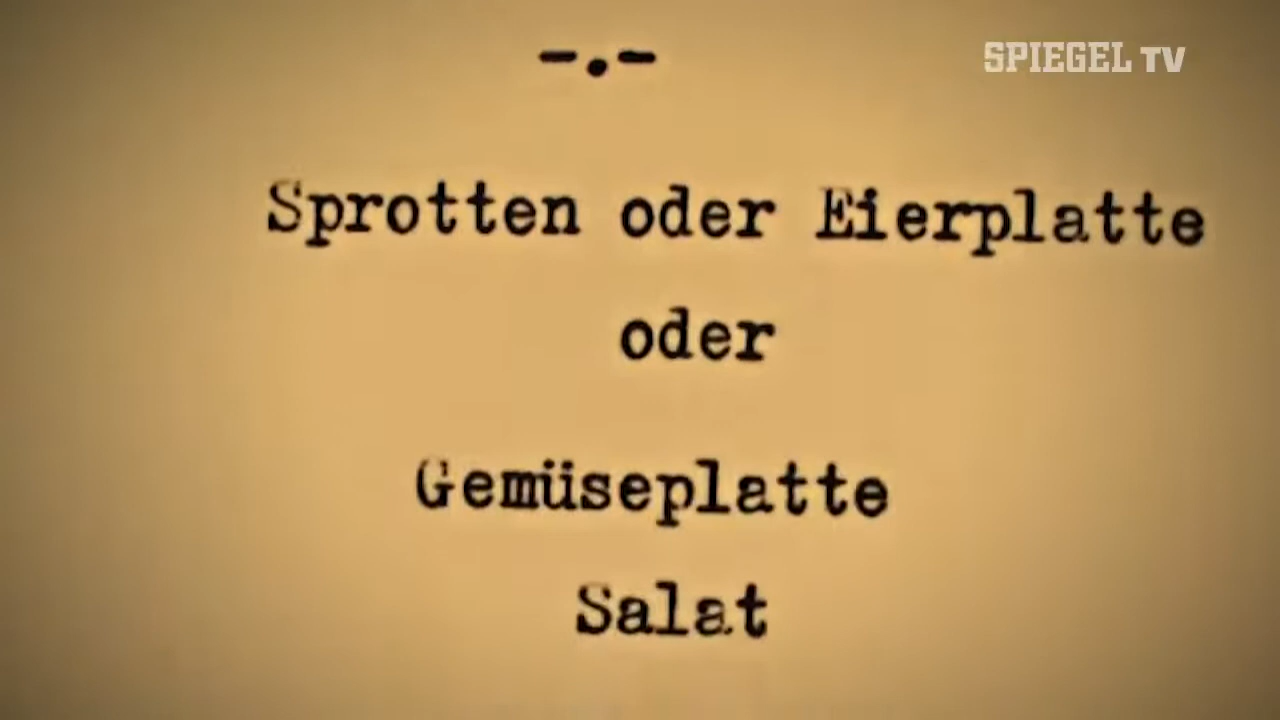 -.-
SPIEGEL TV
Sprotten oder Eierplatte
oder
Gemüseplatte
Salat